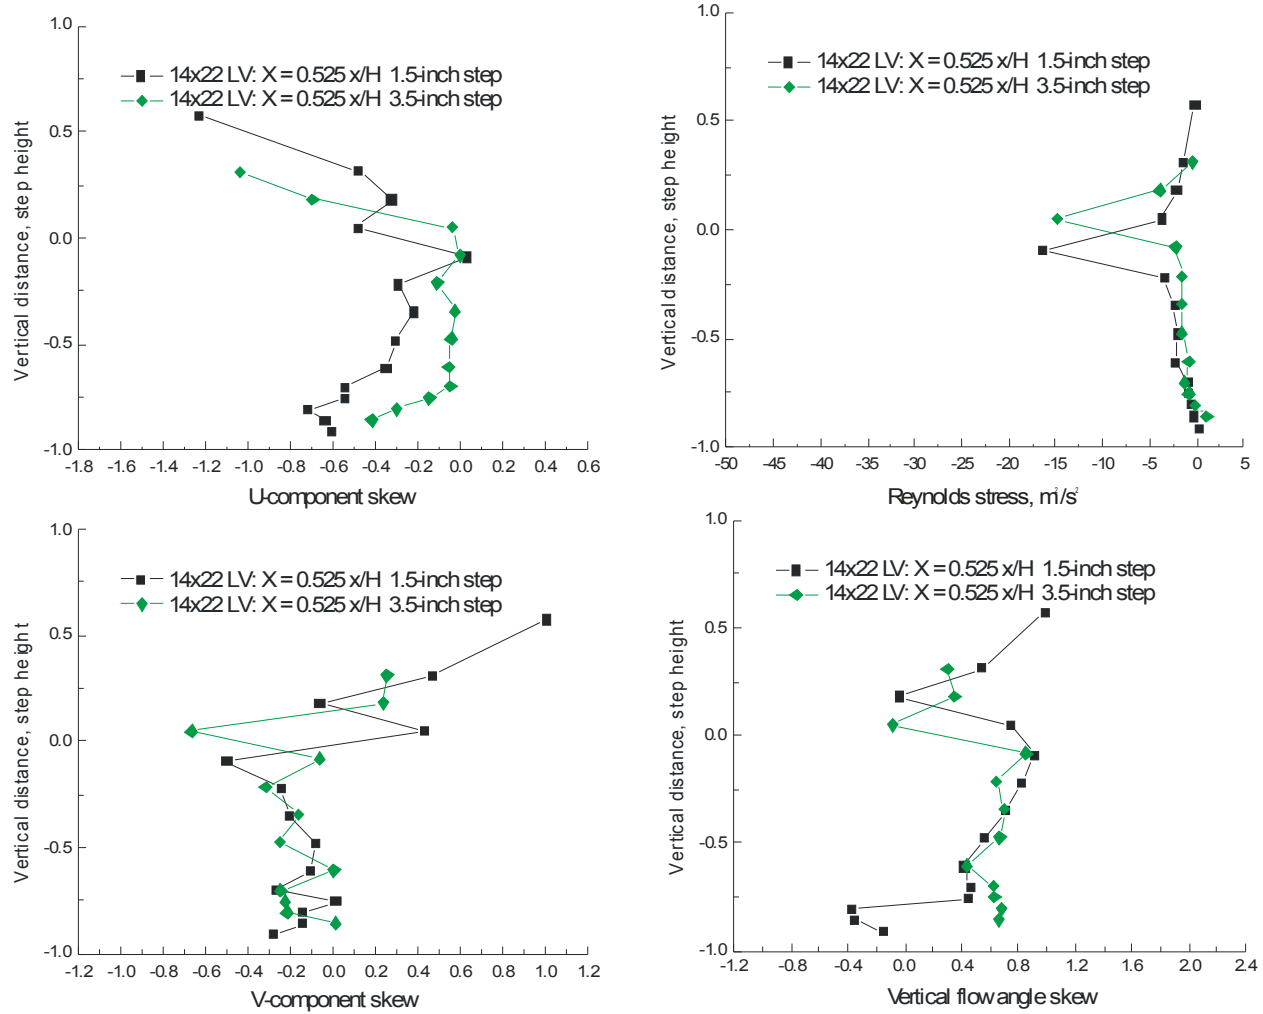 1.0
0.5
0.0
-0.5
-1.0
Vertical distance, step height
14x22 LV: X = 0.525 x/H 1.5-inch step
14x22 LV: X = 0.525 x/H 3.5-inch step
-1.8 -1.6 -1.4 -1.2 -1.0 -0.8 -0.6 -0.4 -0.2 0.0 0.2 0.4 0.6
U-component skew
1.0
0.5
0.0
-0.5
-1.0
Vertical distance, step height
14x22 LV: X = 0.525 x/H 1.5-inch step
14x22 LV: X = 0.525 x/H 3.5-inch step
-50 -45 -40 -35 -30 -25 -20 -15 -10 -5 0 5
Reynolds stress, m²/s²
1.0
0.5
0.0
-0.5
-1.0
Vertical distance, step height
14x22 LV: X = 0.525 x/H 1.5-inch step
14x22 LV: X = 0.525 x/H 3.5-inch step
-1.2 -1.0 -0.8 -0.6 -0.4 -0.2 0.0 0.2 0.4 0.6 0.8 1.0 1.2
V-component skew
1.0
0.5
0.0
-0.5
-1.0
Vertical distance, step height
14x22 LV: X = 0.525 x/H 1.5-inch step
14x22 LV: X = 0.525 x/H 3.5-inch step
-1.2 -0.8 -0.4 0.0 0.4 0.8 1.2 1.6 2.0 2.4
Vertical flow angle skew